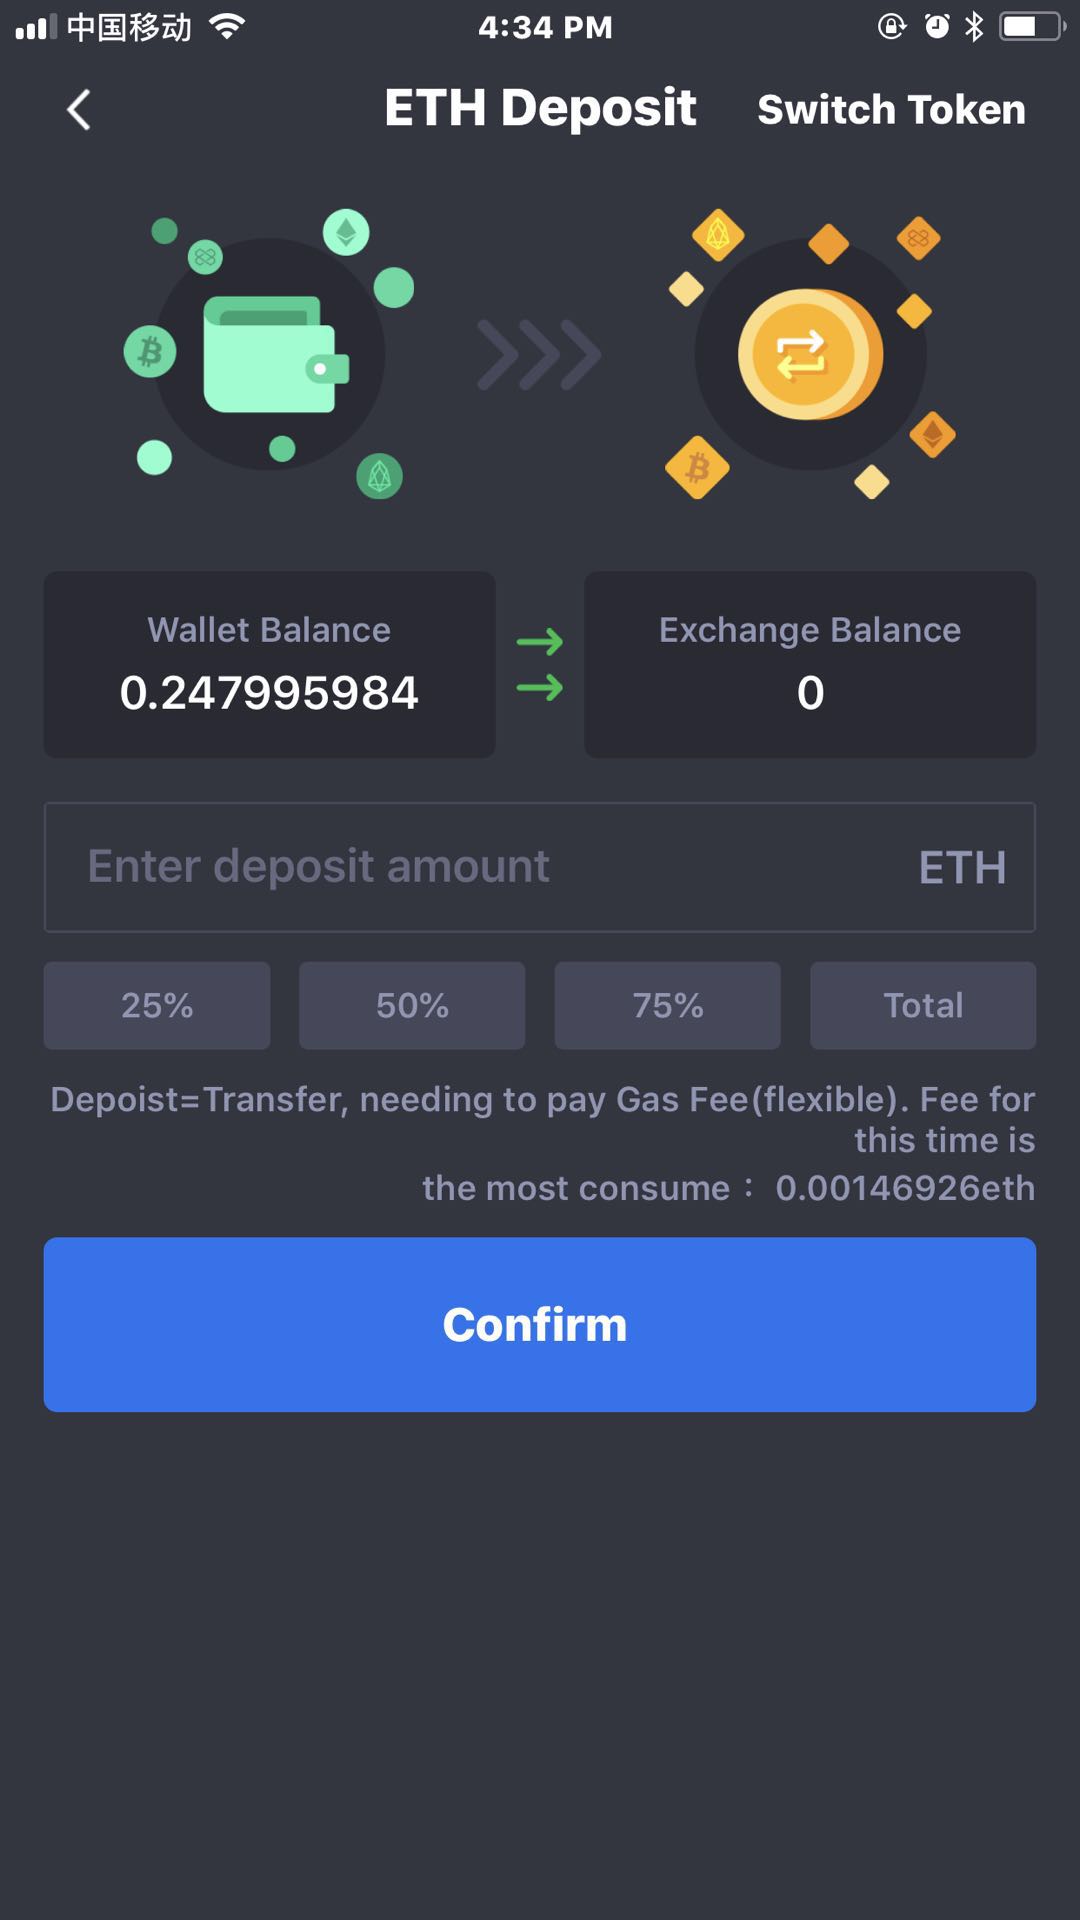 中国移动 4:34 PM
ETH Deposit Switch Token
Wallet Balance Exchange Balance
0.247995984 0
Enter deposit amount ETH
25% 50% 75% Total
Depoist=Transfer, needing to pay Gas Fee(flexible). Fee for
this time is
the most consume： 0.00146926eth
Confirm